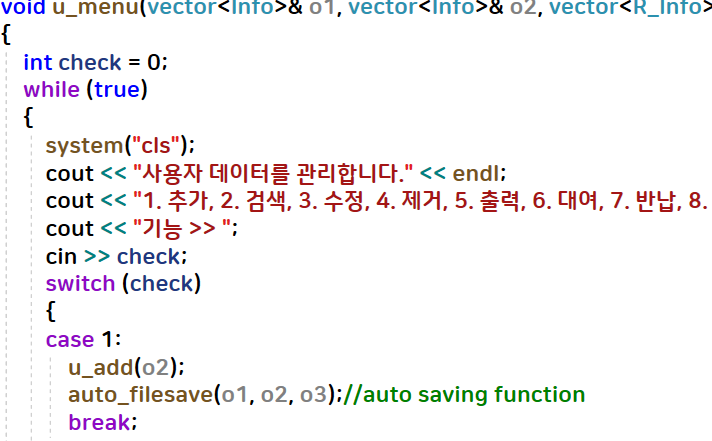 void u_menu(vector<Info>& o1, vector<Info>& o2, vector<R_Info>
{
int check = 0;
while (true)
{
system("cls");
cout << "사용자 데이터를 관리합니다." << endl;
cout << "1. 추가, 2. 검색, 3. 수정, 4. 제거, 5. 출력, 6. 대여, 7. 반납, 8.
cout << "기능 >> ";
cin >> check;
switch (check)
{
case 1:
u_add(o2);
auto_filesave(o1, o2, o3);//auto saving function
break;